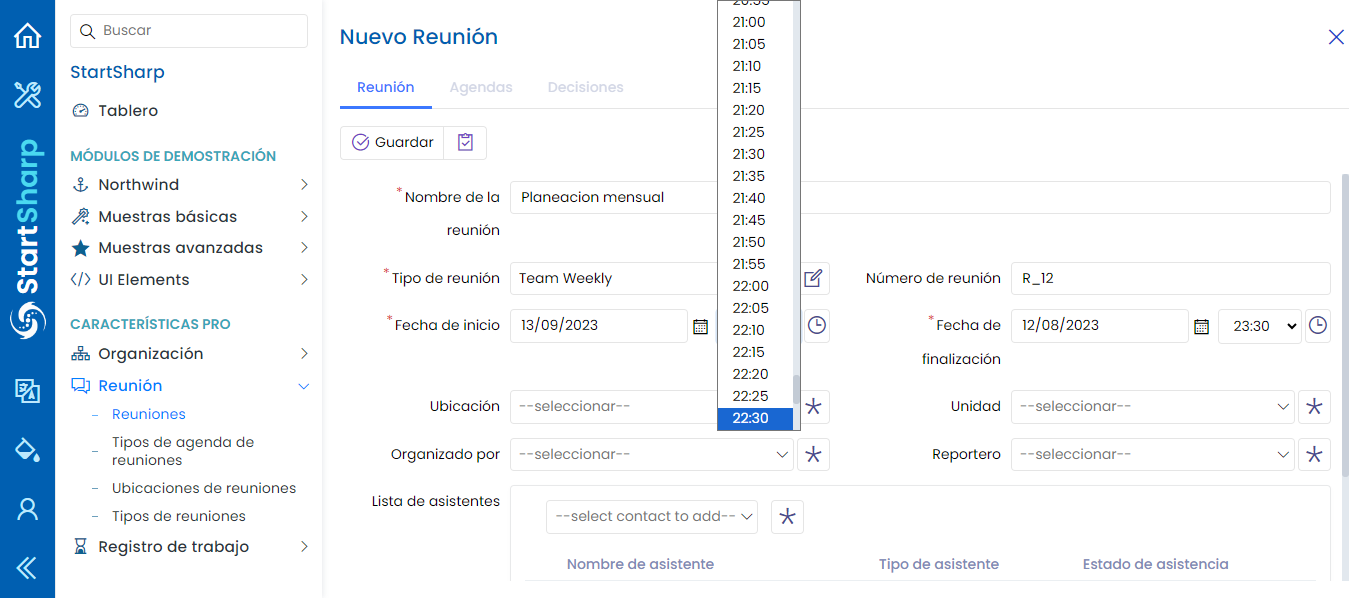 StartSharp
Buscar
StartSharp
Tablero
MÓDULOS DE DEMOSTRACIÓN
Northwind
Muestras básicas
Muestras avanzadas
UI Elements
CARACTERÍSTICAS PRO
Organización
Reunión
Reuniones
Tipos de agenda de
reuniones
Ubicaciones de reuniones
Tipos de reuniones
Registro de trabajo
Nuevo Reunión
Reunión Agendas Decisiones
Guardar
*Nombre de la
reunión
Planeacion mensual
*Tipo de reunión Team Weekly
Número de reunión R_12
*Fecha de inicio 13/09/2023
*Fecha de
finalización
12/08/2023 23:30
Ubicación --seleccionar--
Unidad --seleccionar--
Organizado por --seleccionar--
Reportero --seleccionar--
Lista de asistentes
--select contact to add--
Nombre de asistente Tipo de asistente Estado de asistencia
21:00
21:05
21:10
21:15
21:20
21:25
21:30
21:35
21:40
21:45
21:50
21:55
22:00
22:05
22:10
22:15
22:20
22:25
22:30